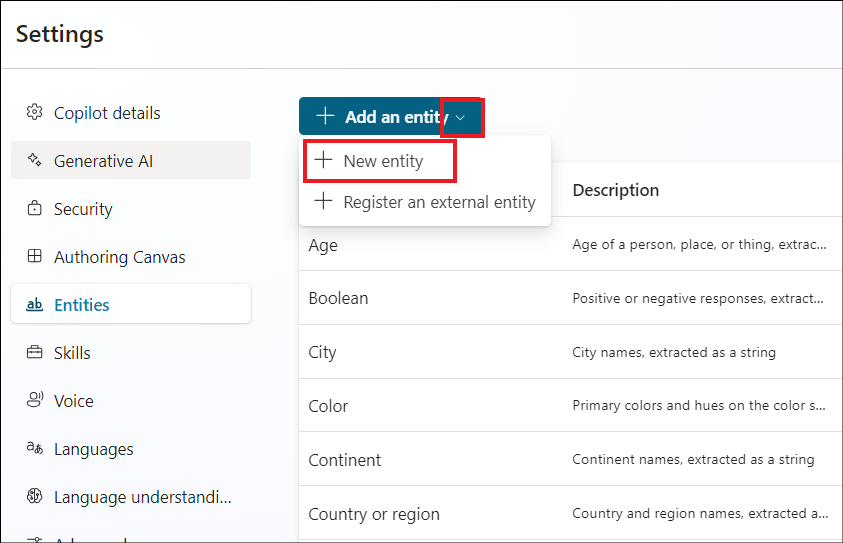 Settings
Copilot details
Generative AI
Security
Authoring Canvas
ab Entities
Skills
Voice
Languages
Language understandi...
Add an entity
New entity
Register an external entity
Description
Age
Age of a person, place, or thing, extrac...
Boolean
Positive or negative responses, extract...
City
City names, extracted as a string
Color
Primary colors and hues on the color s...
Continent
Continent names, extracted as a string
Country or region
Country and region names, extracted a...